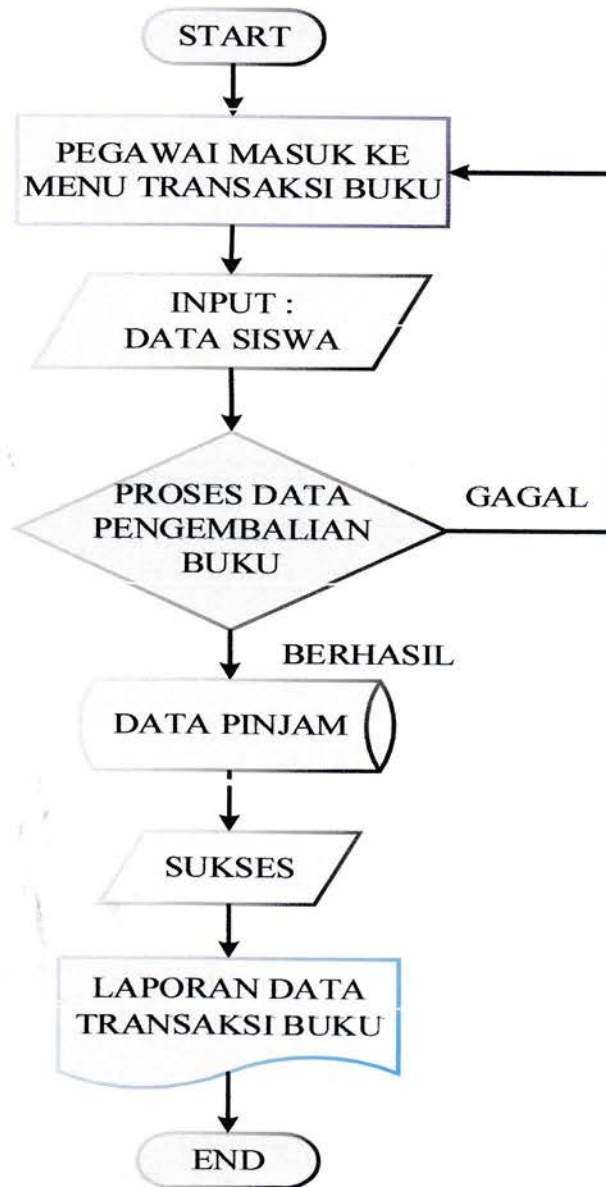 START
PEGAWAI MASUK KE
MENU TRANSAKSI BUKU
INPUT :
DATA SISWA
PROSES DATA
PENGEMBALIAN
BUKU
GAGAL
BERHASIL
DATA PINJAM
SUKSES
LAPORAN DATA
TRANSAKSI BUKU
END